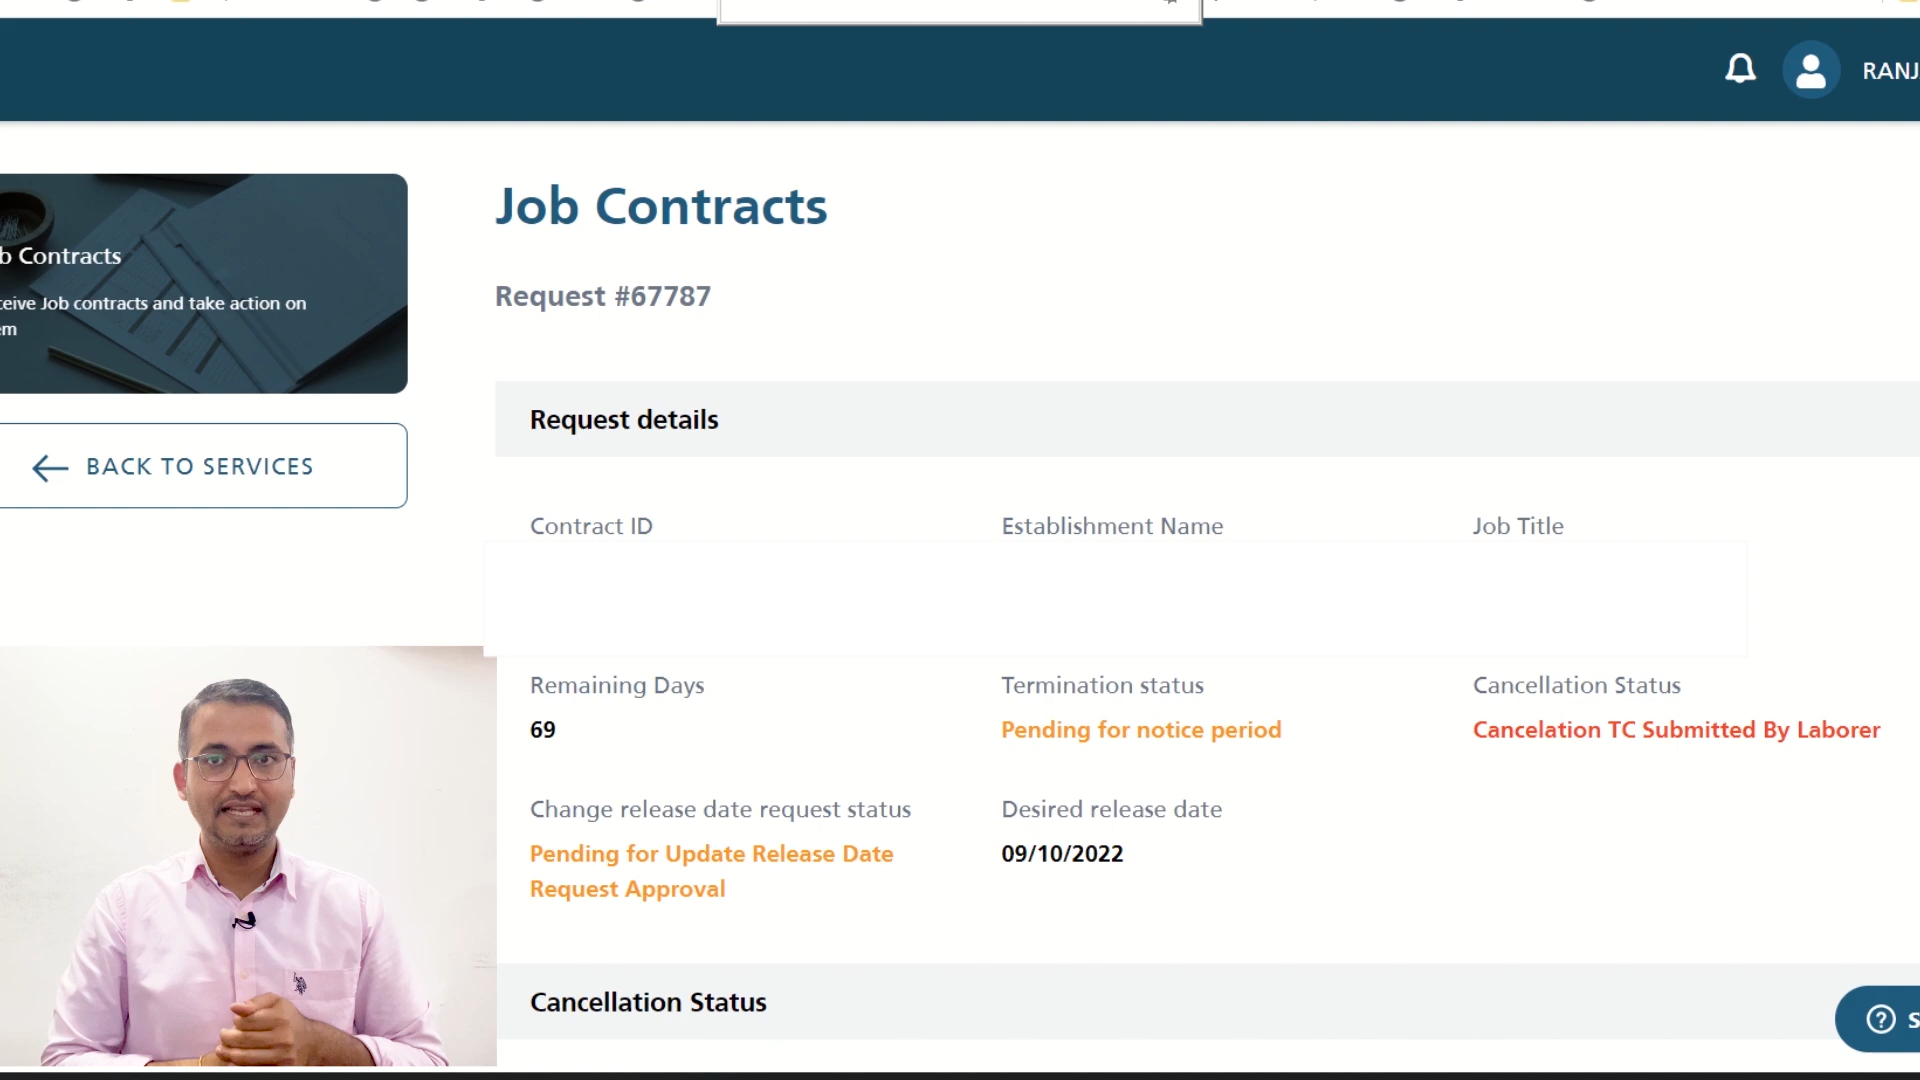 RANJ
Job Contracts
b Contracts
Request #67787
ceive Job contracts and take action on
em
Request details
BACK TO SERVICES
Contract ID
Establishment Name
Job Title
Remaining Days
Termination status
Cancellation Status
69
Pending for notice period
Cancelation TC Submitted By Laborer
Change release date request status
Desired release date
Pending for Update Release Date
Request Approval
09/10/2022
Cancellation Status
S